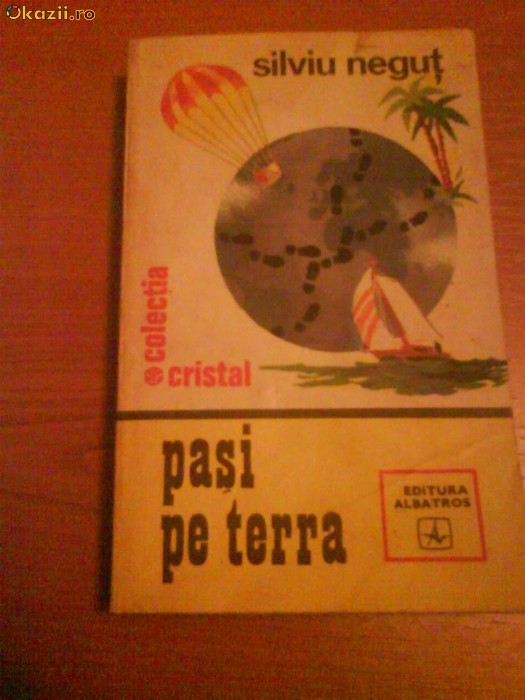 Okazii.ro
silviu neguț
colecția
cristal
pași
pe terra
EDITURA
ALBATROS